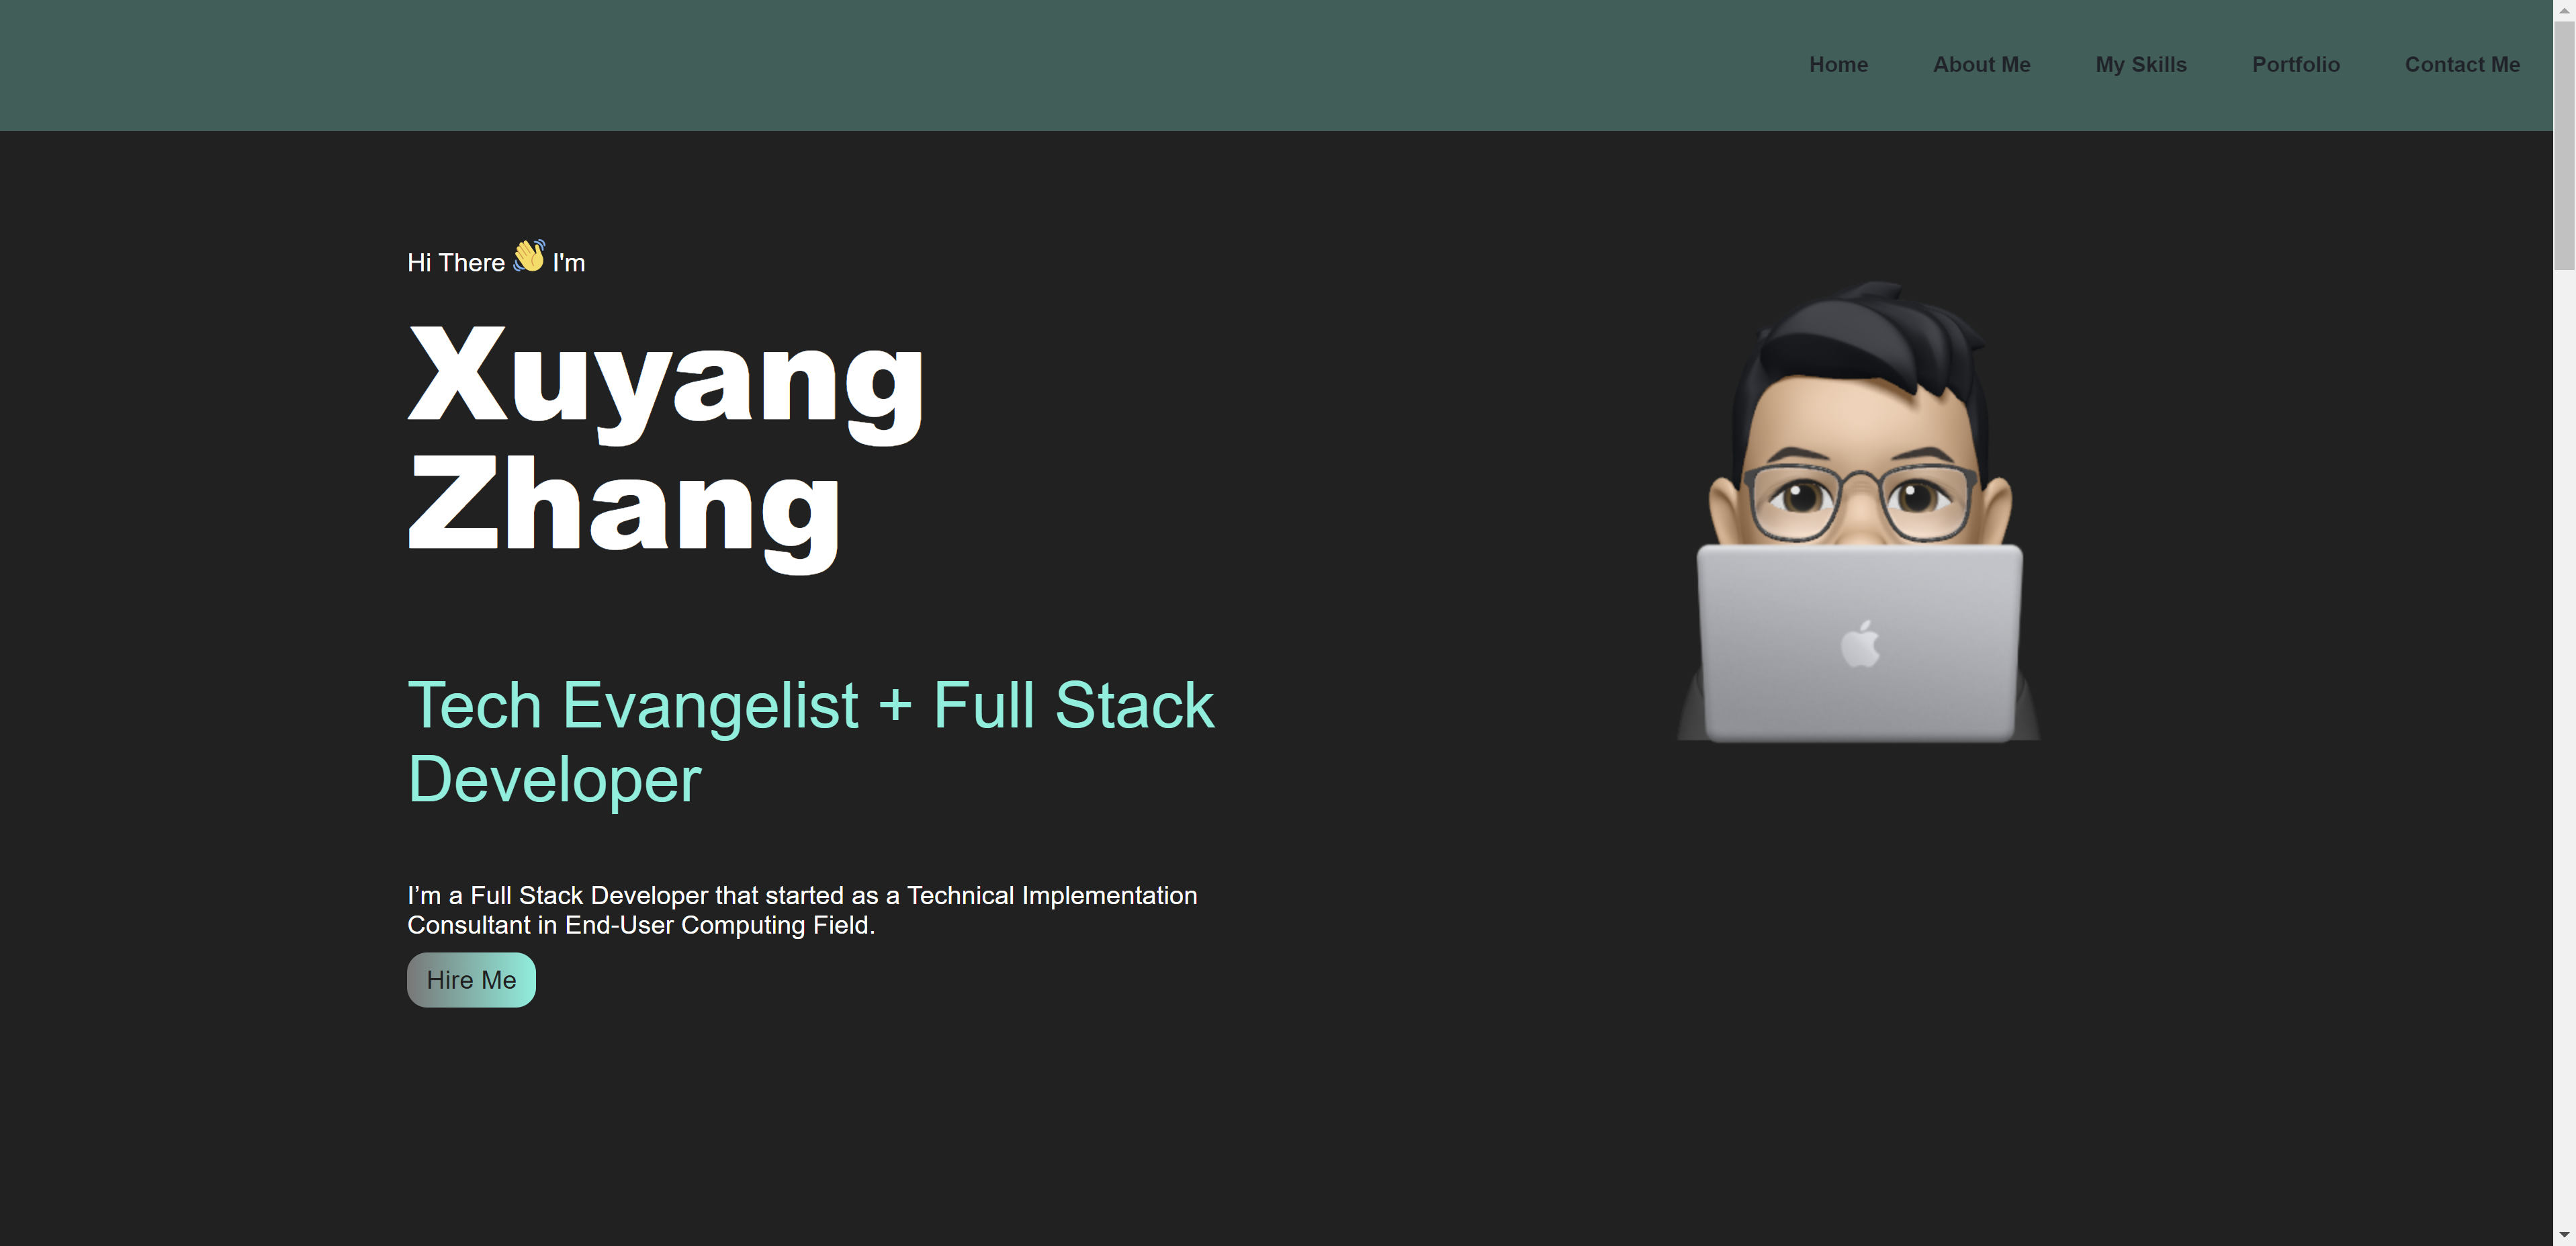 Home About Me My Skills Portfolio Contact Me
Hi There 👋 I'm
Xuyang
Zhang
Tech Evangelist + Full Stack
Developer
I’m a Full Stack Developer that started as a Technical Implementation
Consultant in End-User Computing Field.
Hire Me